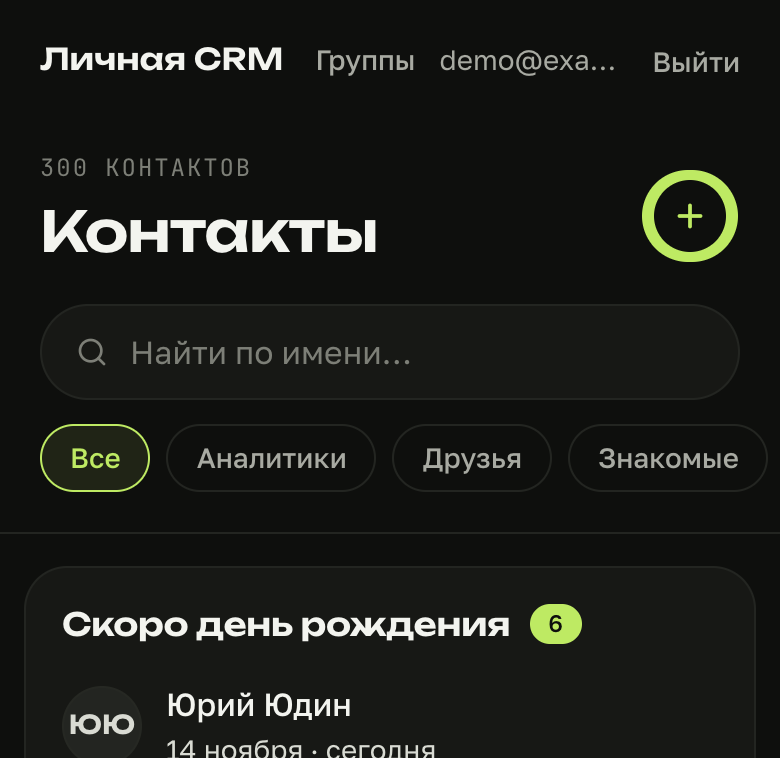 Личная CRM Группы demo@exa... Выйти
300 КОНТАКТОВ
Контакты
+
Найти по имени...
Все Аналитики Друзья Знакомые
Скоро день рождения 6
ЮЮ Юрий Юдин
14 ноября · сегодня